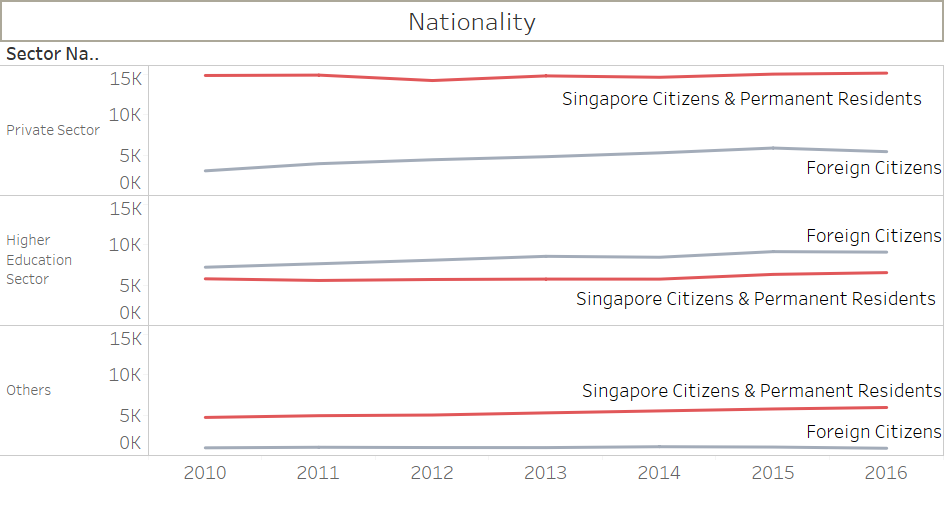 Nationality
Sector Na..
15K
Singapore Citizens & Permanent Residents
10K
Private Sector
5K
Foreign Citizens
0K
15K
Foreign Citizens
Higher
Education
Sector
10K
5K
Singapore Citizens & Permanent Residents
0K
15K
10K
Others
Singapore Citizens & Permanent Residents
5K
Foreign Citizens
0K
2010 2011 2012 2013 2014 2015 2016